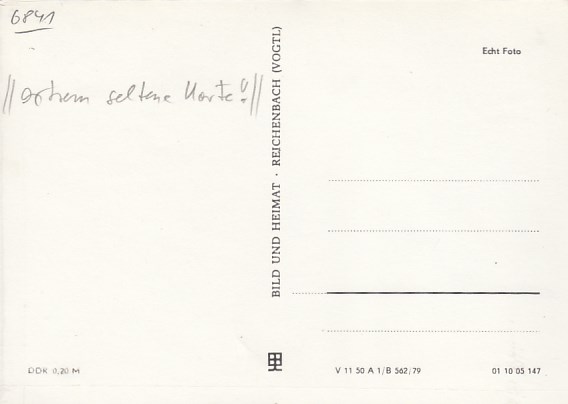 6841
Echt Foto
//extrem seltene Karte!//
BILD UND HEIMAT · REICHENBACH (VOGTL)
DDK 0,20 M
V 11 50 A 1/B 562/79
01 10 05 147